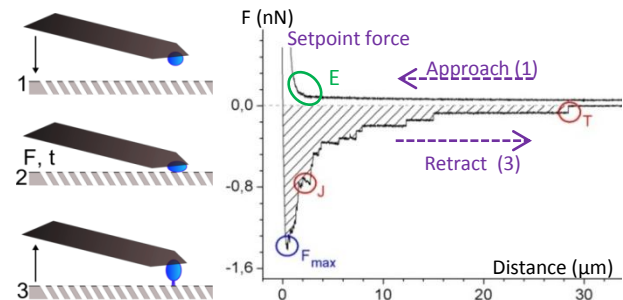 F (nN)
Setpoint force
E
Approach (1)
1
0,0
T
F, t
Retract (3)
2
-0,8
J
F max
3
Distance (µm)
-1,6
0 10 20 30